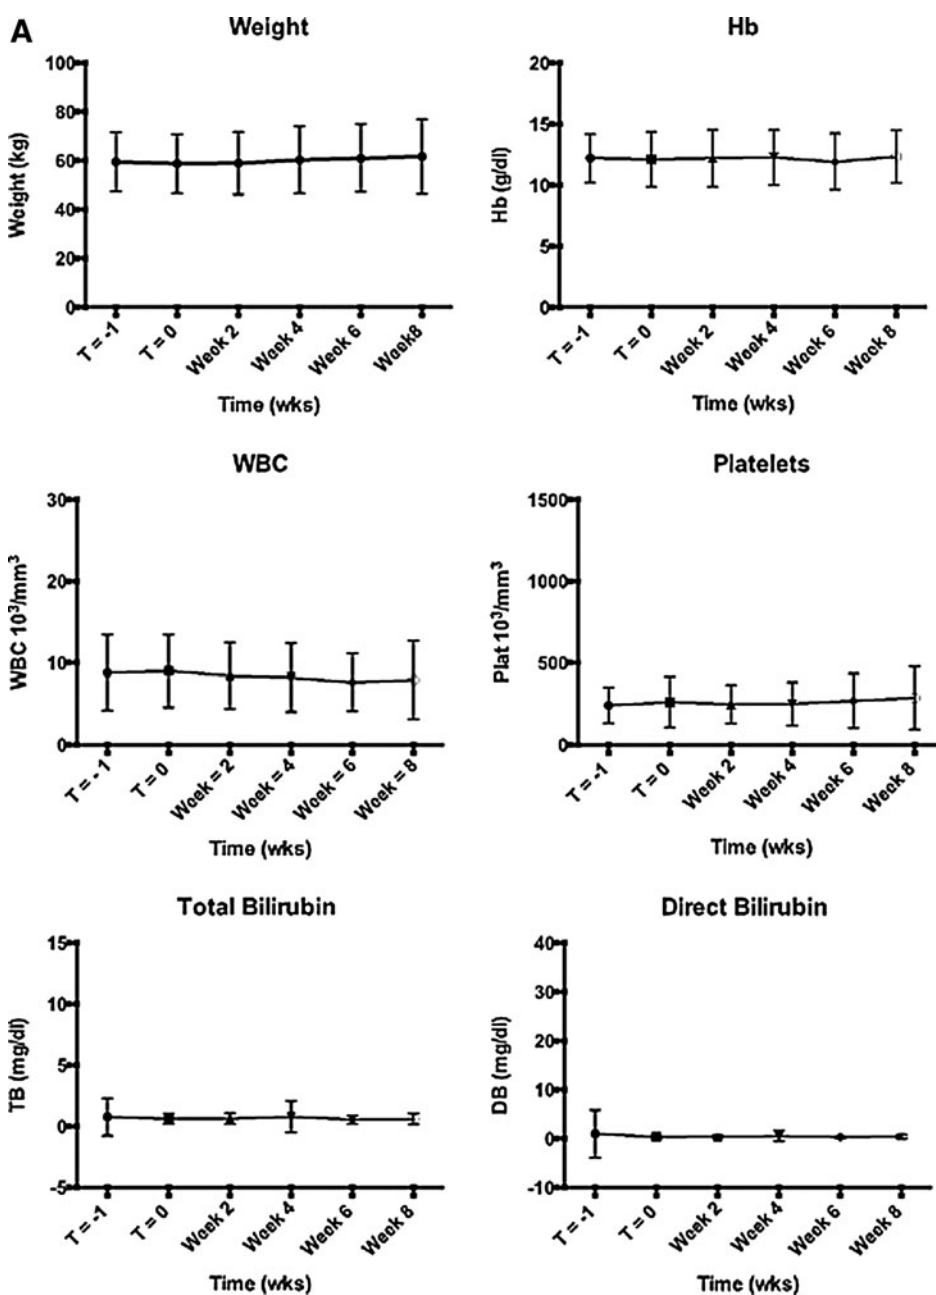 A
Weight
100
80
60
40
20
0
Weight (kg)
T = -1
T = 0
Week 2
Week 4
Week 6
Week8
Time (wks)
Hb
20
15
10
5
0
Hb (g/dl)
T = -1
T = 0
Week 2
Week 4
Week 6
Week 8
Time (wks)
WBC
30
20
10
0
WBC 10³/mm³
T = - 1
T = 0
Week = 2
Week = 4
Week = 6
Week = 8
Time (wks)
Platelets
1500
1000
500
0
Plat 10³/mm³
T = -1
T = 0
Week 2
Week 4
Week 6
Week 8
Time (wks)
Total Bilirubin
15
10
5
0
-5
TB (mg/dl)
T = -1
T = 0
Week 2
Week 4
Week 6
Week 8
Time (wks)
Direct Bilirubin
40
30
20
10
0
-10
DB (mg/dl)
T = -1
T = 0
Week 2
Week 4
Week 6
Week 8
Time (wks)